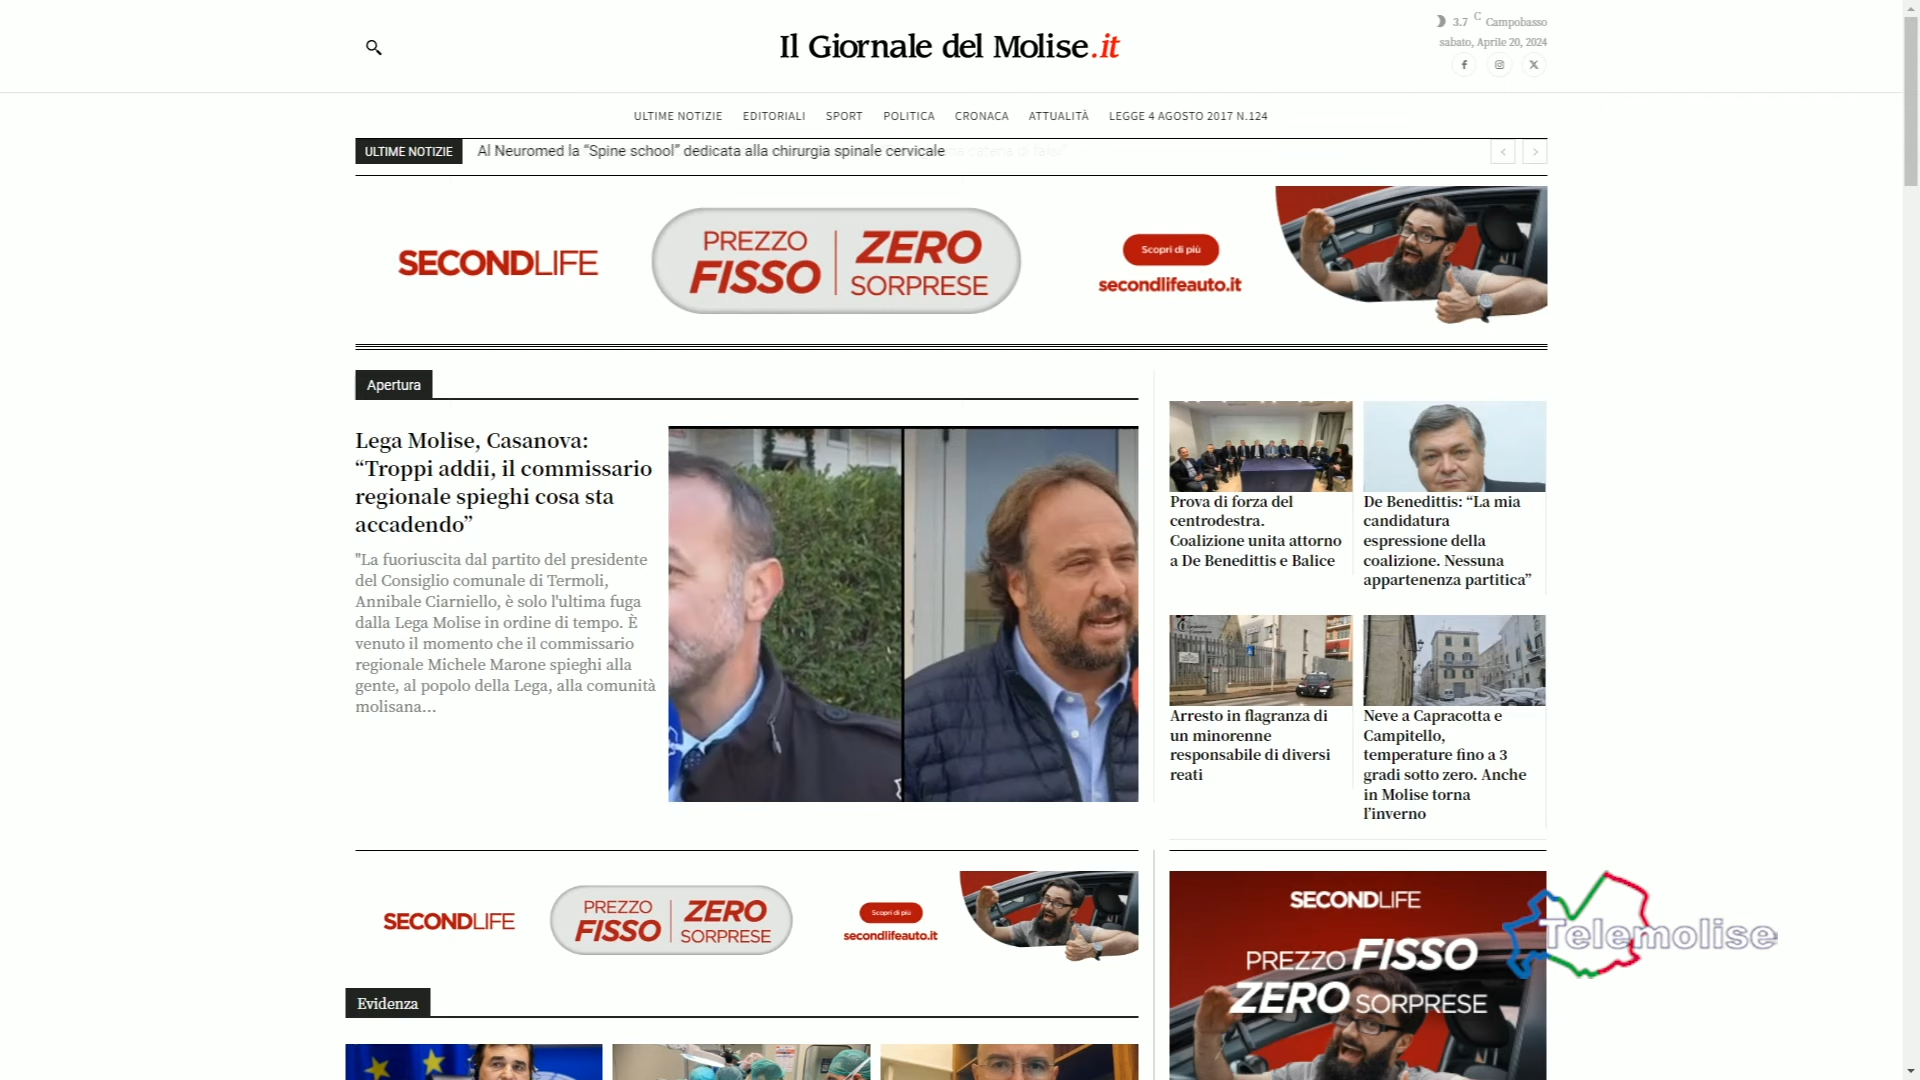 Il Giornale del Molise.it
3.7 C Campobasso
sabato, Aprile 20, 2024
ULTIME NOTIZIE EDITORIALI SPORT POLITICA CRONACA ATTUALITÀ LEGGE 4 AGOSTO 2017 N.124
ULTIME NOTIZIE Al Neuromed la “Spine school” dedicata alla chirurgia spinale cervicale
SECONDLIFE
PREZZO
FISSO
ZERO
SORPRESE
Scopri di più
secondlifeauto.it
Apertura
Lega Molise, Casanova:
“Troppi addii, il commissario
regionale spieghi cosa sta
accadendo”
"La fuoriuscita dal partito del presidente
del Consiglio comunale di Termoli,
Annibale Ciarniello, è solo l'ultima fuga
dalla Lega Molise in ordine di tempo. È
venuto il momento che il commissario
regionale Michele Marone spieghi alla
gente, al popolo della Lega, alla comunità
molisana...
Prova di forza del
centrodestra.
Coalizione unita attorno
a De Benedittis e Balice
De Benedittis: “La mia
candidatura
espressione della
coalizione. Nessuna
appartenenza partitica”
Arresto in flagranza di
un minorenne
responsabile di diversi
reati
Neve a Capracotta e
Campitello,
temperature fino a 3
gradi sotto zero. Anche
in Molise torna
l’inverno
SECONDLIFE
PREZZO
FISSO
ZERO
SORPRESE
Scopri di più
secondlifeauto.it
SECONDLIFE
PREZZO FISSO
ZERO SORPRESE
Telemolise
Evidenza